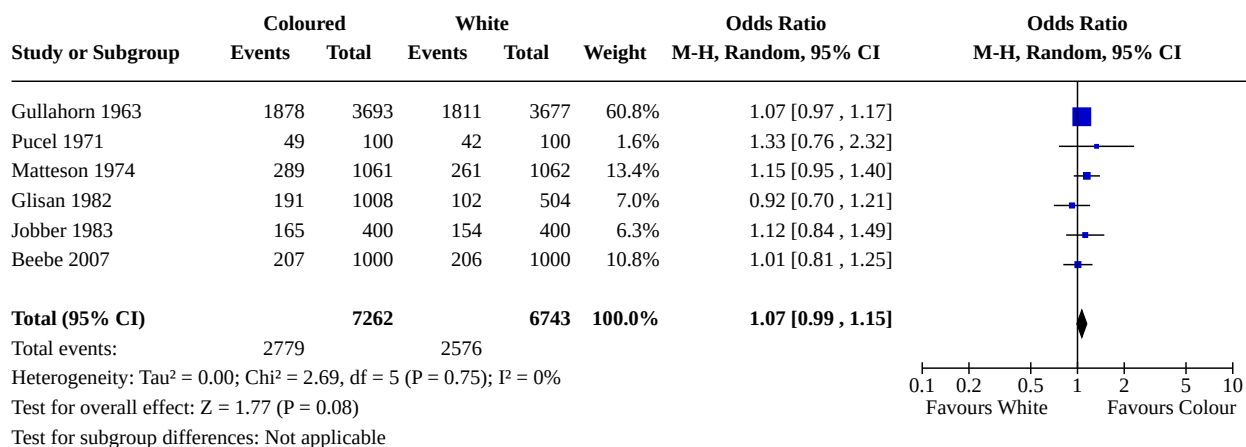 Coloured White Odds Ratio Odds Ratio
Study or Subgroup Events Total Events Total Weight M-H, Random, 95% CI M-H, Random, 95% CI
Gullahorn 1963 1878 3693 1811 3677 60.8% 1.07 [0.97 , 1.17]
Pucel 1971 49 100 42 100 1.6% 1.33 [0.76 , 2.32]
Matteson 1974 289 1061 261 1062 13.4% 1.15 [0.95 , 1.40]
Glisan 1982 191 1008 102 504 7.0% 0.92 [0.70 , 1.21]
Jobber 1983 165 400 154 400 6.3% 1.12 [0.84 , 1.49]
Beebe 2007 207 1000 206 1000 10.8% 1.01 [0.81 , 1.25]
Total (95% CI) 7262 6743 100.0% 1.07 [0.99 , 1.15]
Total events: 2779 2576
Heterogeneity: Tau² = 0.00; Chi² = 2.69, df = 5 (P = 0.75); I² = 0%
Test for overall effect: Z = 1.77 (P = 0.08)
Test for subgroup differences: Not applicable
0.1 0.2 0.5 1 2 5 10
Favours White Favours Colour